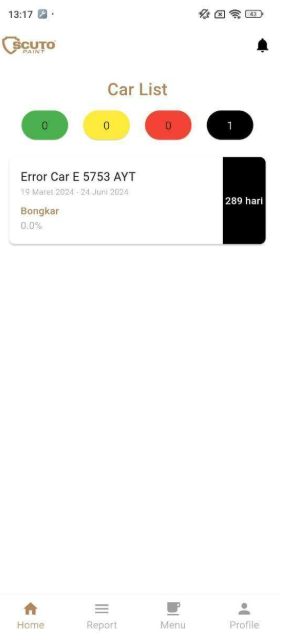 13:17
43
SCUTO
PAINT
Car List
0
0
0
1
Error Car E 5753 AYT
19 Maret 2024 - 24 Juni 2024
Bongkar
0.0%
289 hari
Home
Report
Menu
Profile